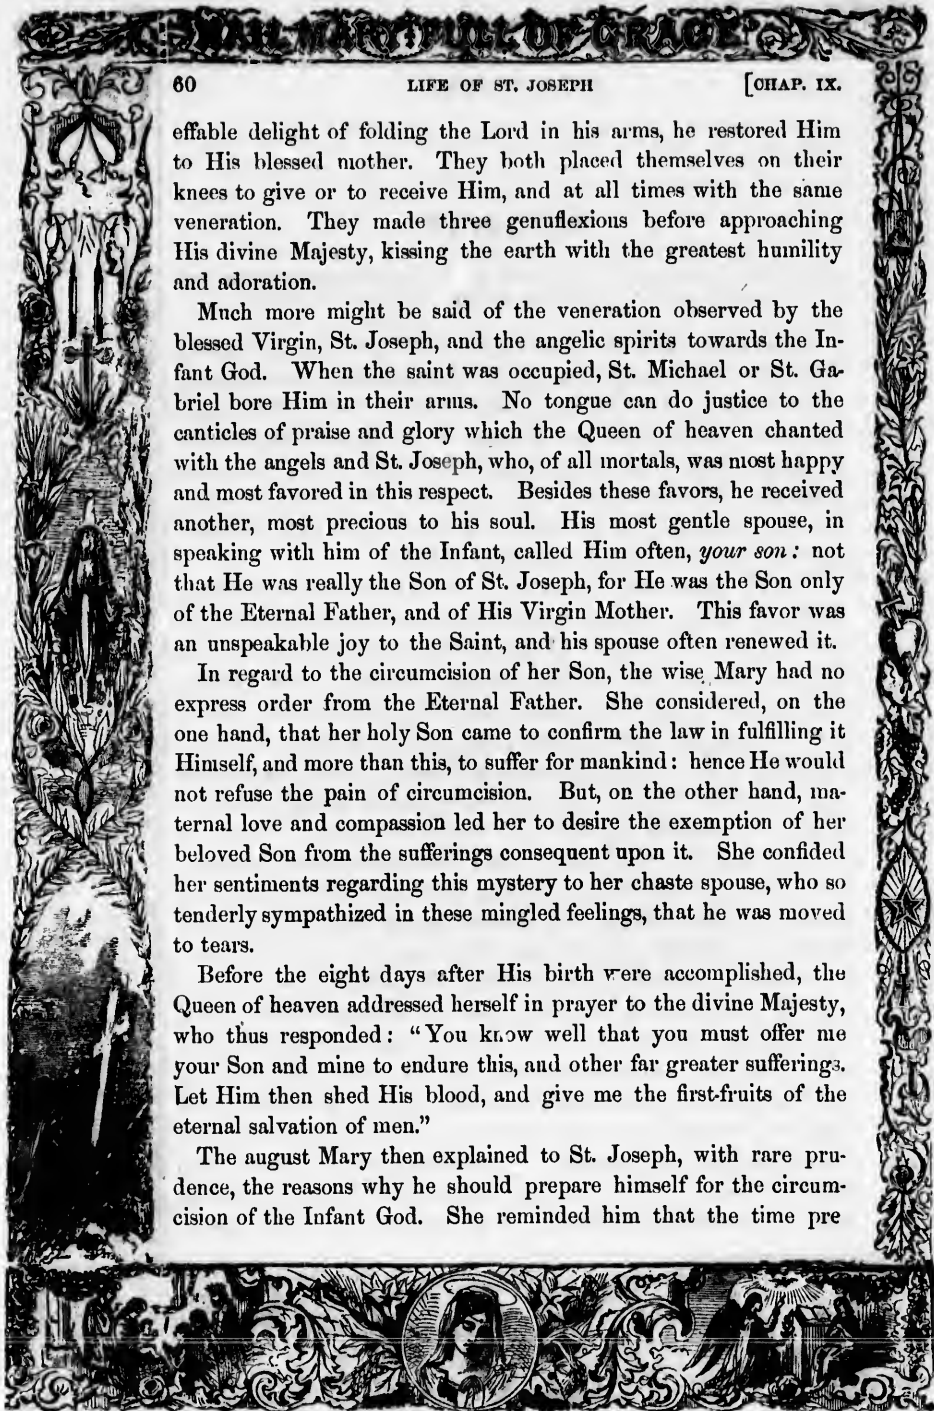 HAIL MARY: FULL OF GRACE
60 LIFE OF ST. JOSEPH [CHAP. IX.
effable delight of folding the Lord in his arms, he restored Him
to His blessed mother. They both placed themselves on their
knees to give or to receive Him, and at all times with the same
veneration. They made three genuflexions before approaching
His divine Majesty, kissing the earth with the greatest humility
and adoration.
Much more might be said of the veneration observed by the
blessed Virgin, St. Joseph, and the angelic spirits towards the In-
fant God. When the saint was occupied, St. Michael or St. Ga-
briel bore Him in their arms. No tongue can do justice to the
canticles of praise and glory which the Queen of heaven chanted
with the angels and St. Joseph, who, of all mortals, was most happy
and most favored in this respect. Besides these favors, he received
another, most precious to his soul. His most gentle spouse, in
speaking with him of the Infant, called Him often, your son: not
that He was really the Son of St. Joseph, for He was the Son only
of the Eternal Father, and of His Virgin Mother. This favor was
an unspeakable joy to the Saint, and his spouse often renewed it.
In regard to the circumcision of her Son, the wise Mary had no
express order from the Eternal Father. She considered, on the
one hand, that her holy Son came to confirm the law in fulfilling it
Himself, and more than this, to suffer for mankind: hence He would
not refuse the pain of circumcision. But, on the other hand, ma-
ternal love and compassion led her to desire the exemption of her
beloved Son from the sufferings consequent upon it. She confided
her sentiments regarding this mystery to her chaste spouse, who so
tenderly sympathized in these mingled feelings, that he was moved
to tears.
Before the eight days after His birth were accomplished, the
Queen of heaven addressed herself in prayer to the divine Majesty,
who thus responded: “You know well that you must offer me
your Son and mine to endure this, and other far greater sufferings.
Let Him then shed His blood, and give me the first-fruits of the
eternal salvation of men.”
The august Mary then explained to St. Joseph, with rare pru-
dence, the reasons why he should prepare himself for the circum-
cision of the Infant God. She reminded him that the time pre